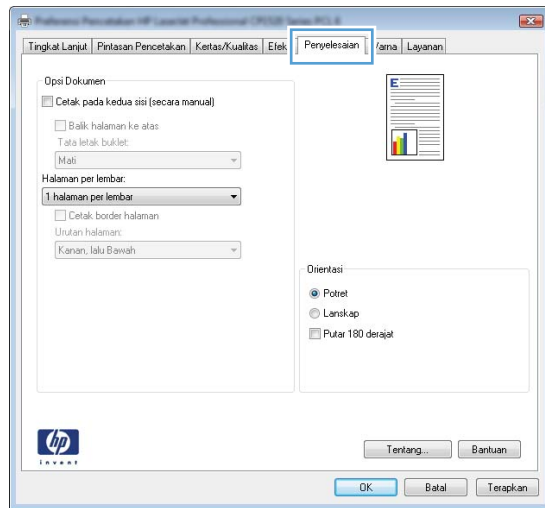 Tingkat Lanjut Pintasan Pencetakan Kertas/Kualitas Efek Penyelesaian Warna Layanan
Opsi Dokumen
Cetak pada kedua sisi (secara manual)
Balik halaman ke atas
Tata letak buklet:
Mati
Halaman per lembar:
1 halaman per lembar
Cetak border halaman
Urutan halaman:
Kanan, lalu Bawah
E
Orientasi
Potret
Lanskap
Putar 180 derajat
hp
invent
Tentang... Bantuan
OK Batal Terapkan